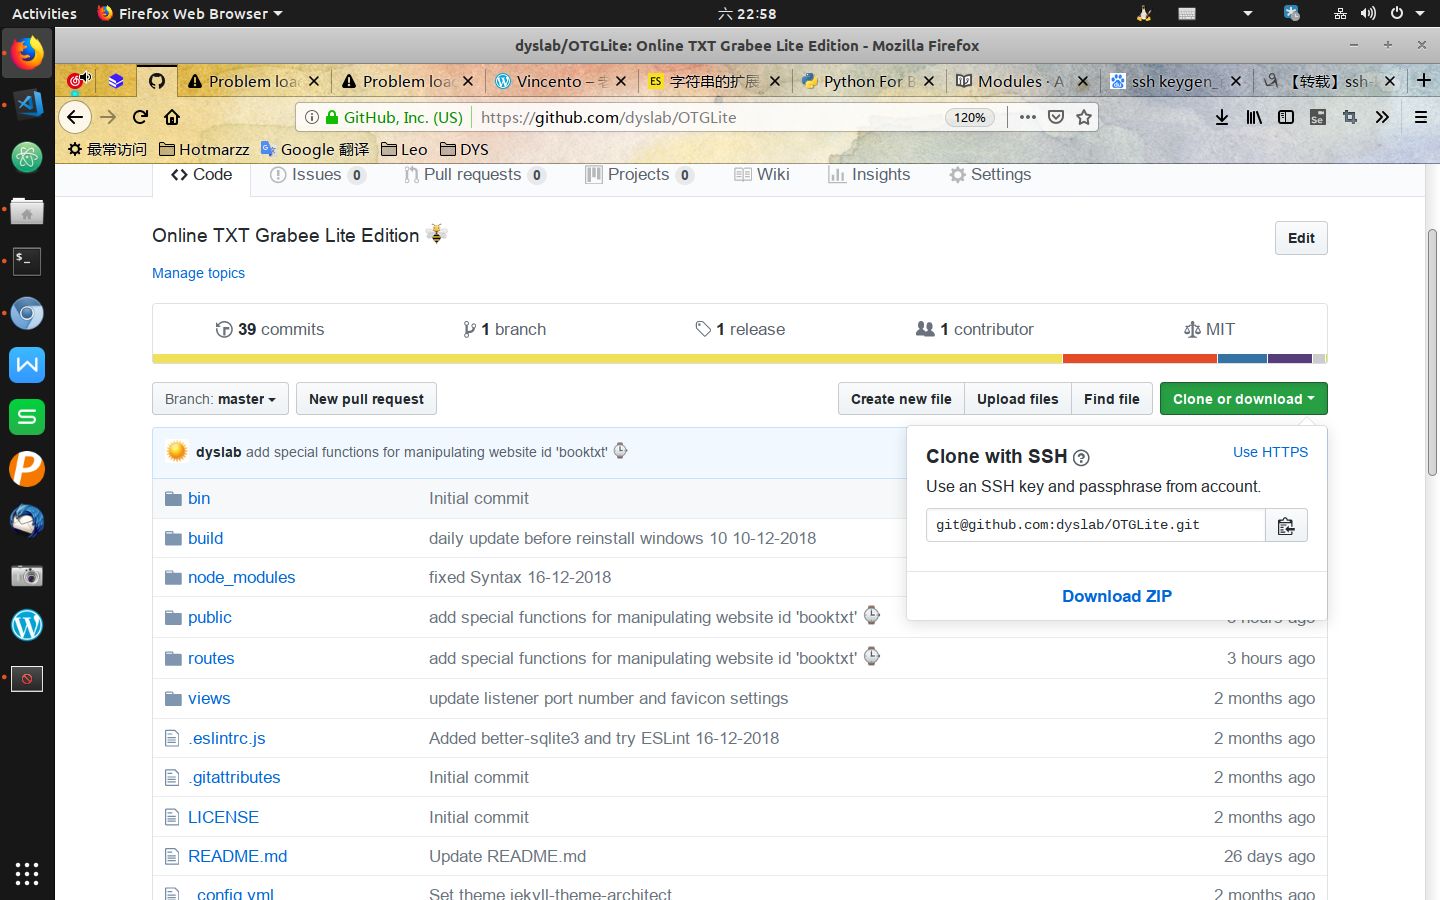 Activities Firefox Web Browser 六 22:58
dyslab/OTGLite: Online TXT Grabee Lite Edition - Mozilla Firefox
Problem loa Problem loa Vincento – ES 字符串的扩展 Python For B Modules · A ssh keygen_ 【转载】ssh-
GitHub, Inc. (US) https://github.com/dyslab/OTGLite 120%
最常访问 Hotmarzz Google 翻译 Leo DYS
Code Issues 0 Pull requests 0 Projects 0 Wiki Insights Settings
Online TXT Grabee Lite Edition Edit
Manage topics
39 commits 1 branch 1 release 1 contributor MIT
Branch: master New pull request Create new file Upload files Find file Clone or download
dyslab add special functions for manipulating website id 'booktxt'
Clone with SSH Use HTTPS
Use an SSH key and passphrase from account.
git@github.com:dyslab/OTGLite.git
Download ZIP
bin Initial commit
build daily update before reinstall windows 10 10-12-2018
node_modules fixed Syntax 16-12-2018
public add special functions for manipulating website id 'booktxt' 3 hours ago
routes add special functions for manipulating website id 'booktxt' 3 hours ago
views update listener port number and favicon settings 2 months ago
.eslintrc.js Added better-sqlite3 and try ESLint 16-12-2018 2 months ago
.gitattributes Initial commit 2 months ago
LICENSE Initial commit 2 months ago
README.md Update README.md 26 days ago
_config.yml Set theme jekyll-theme-architect 2 months ago